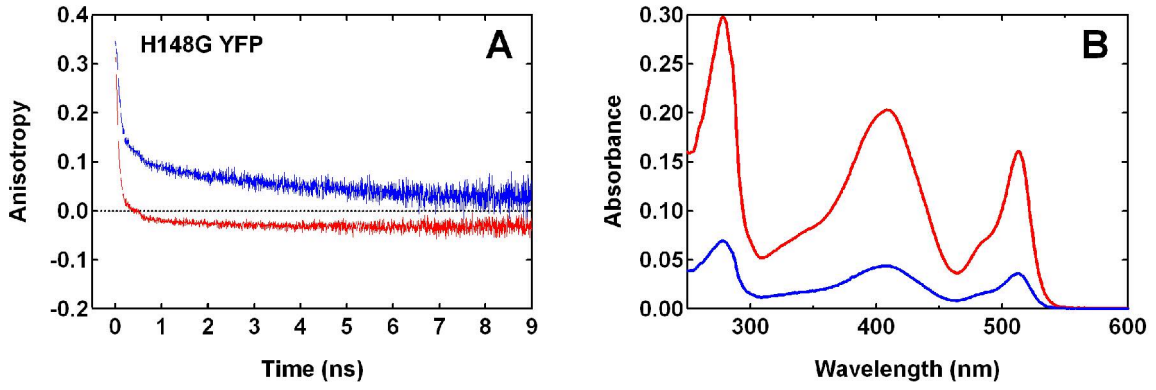 H148G YFP
A
Anisotropy
0.4
0.3
0.2
0.1
0.0
-0.1
-0.2
0 1 2 3 4 5 6 7 8 9
Time (ns)
B
Absorbance
0.30
0.25
0.20
0.15
0.10
0.05
0.00
300 400 500 600
Wavelength (nm)